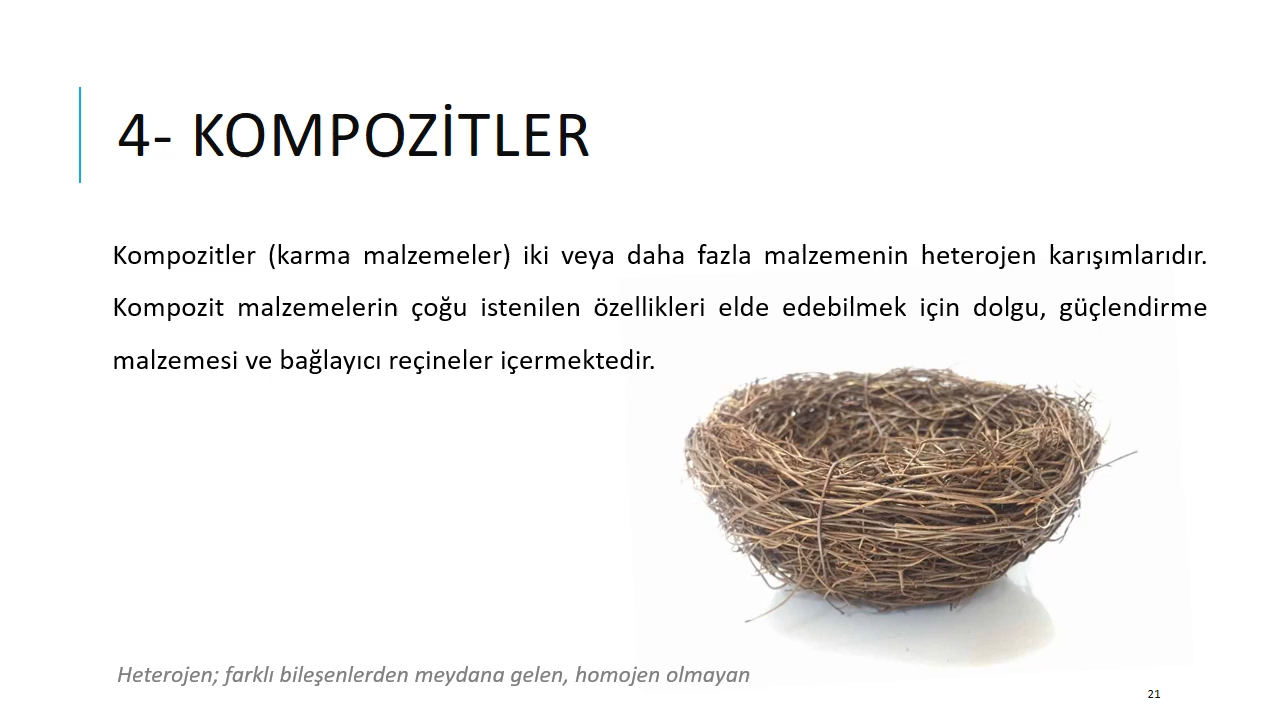 4- KOMPOZİTLER
Kompozitler (karma malzemeler) iki veya daha fazla malzemenin heterojen karışımlarıdır.
Kompozit malzemelerin çoğu istenilen özellikleri elde edebilmek için dolgu, güçlendirme
malzemesi ve bağlayıcı reçineler içermektedir.
Heterojen; farklı bileşenlerden meydana gelen, homojen olmayan
21